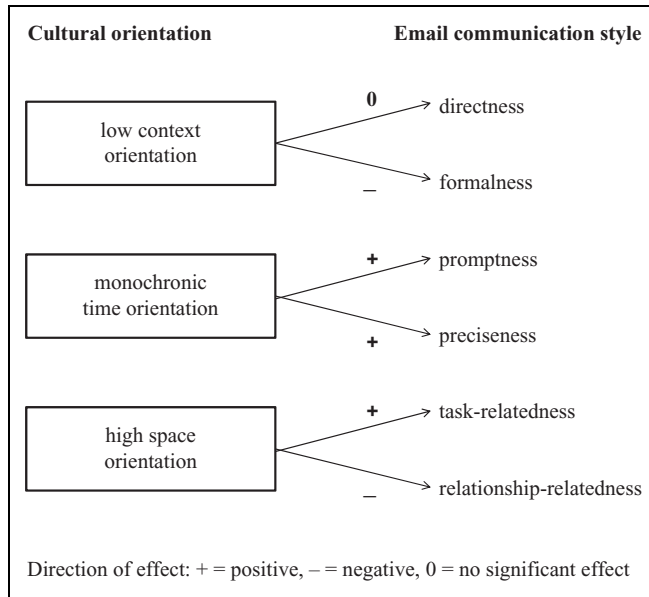 Cultural orientation Email communication style
0
low context
orientation
directness
–
formalness
+
monochronic
time orientation
promptness
+
preciseness
+
high space
orientation
task-relatedness
–
relationship-relatedness
Direction of effect: + = positive, – = negative, 0 = no significant effect